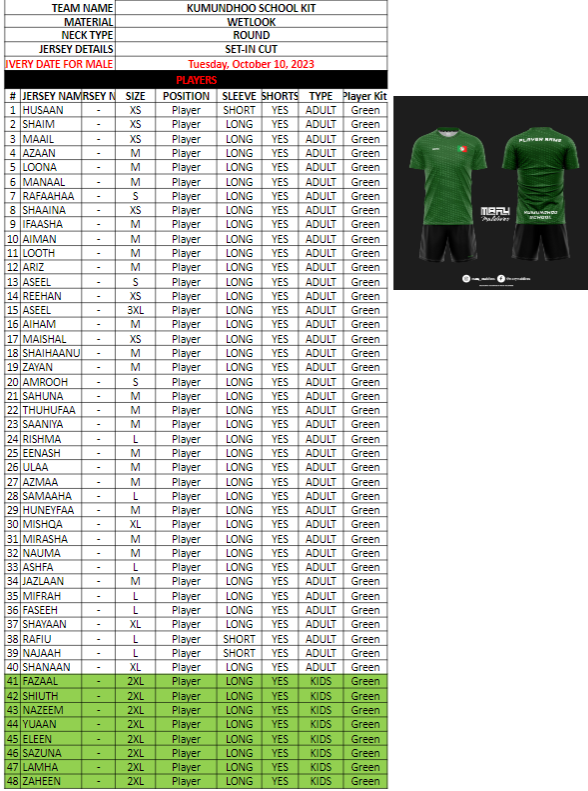 TEAM NAME KUMUNDHOO SCHOOL KIT
MATERIAL WETLOOK
NECK TYPE ROUND
JERSEY DETAILS SET-IN CUT
IVERY DATE FOR MALE Tuesday, October 10, 2023
PLAYERS
# JERSEY NAM RSEY N SIZE POSITION SLEEVE SHORTS TYPE Player Kit
1 HUSAAN - XS Player SHORT YES ADULT Green
2 SHAIM - XS Player LONG YES ADULT Green
3 MAAIL - XS Player LONG YES ADULT Green
4 AZAAN - M Player LONG YES ADULT Green
5 LOONA - M Player LONG YES ADULT Green
6 MANAAL - M Player LONG YES ADULT Green
7 RAFAAHAA - S Player LONG YES ADULT Green
8 SHAAINA - XS Player LONG YES ADULT Green
9 IFAASHA - M Player LONG YES ADULT Green
10 AIMAN - M Player LONG YES ADULT Green
11 LOOTH - M Player LONG YES ADULT Green
12 ARIZ - M Player LONG YES ADULT Green
13 ASEEL - S Player LONG YES ADULT Green
14 REEHAN - XS Player LONG YES ADULT Green
15 ASEEL - 3XL Player LONG YES ADULT Green
16 AIHAM - M Player LONG YES ADULT Green
17 MAISHAL - XS Player LONG YES ADULT Green
18 SHAIHAANU - M Player LONG YES ADULT Green
19 ZAYAN - M Player LONG YES ADULT Green
20 AMROOH - S Player LONG YES ADULT Green
21 SAHUNA - M Player LONG YES ADULT Green
22 THUHUFAA - M Player LONG YES ADULT Green
23 SAANIYA - M Player LONG YES ADULT Green
24 RISHMA - L Player LONG YES ADULT Green
25 EENASH - M Player LONG YES ADULT Green
26 ULAA - M Player LONG YES ADULT Green
27 AZMAA - M Player LONG YES ADULT Green
28 SAMAAHA - L Player LONG YES ADULT Green
29 HUNEYFAA - M Player LONG YES ADULT Green
30 MISHQA - XL Player LONG YES ADULT Green
31 MIRASHA - M Player LONG YES ADULT Green
32 NAUMA - M Player LONG YES ADULT Green
33 ASHFA - L Player LONG YES ADULT Green
34 JAZLAAN - M Player LONG YES ADULT Green
35 MIFRAH - L Player LONG YES ADULT Green
36 FASEEH - L Player LONG YES ADULT Green
37 SHAYAAN - XL Player LONG YES ADULT Green
38 RAFIU - L Player SHORT YES ADULT Green
39 NAJAAH - L Player SHORT YES ADULT Green
40 SHANAAN - XL Player LONG YES ADULT Green
41 FAZAAL - 2XL Player LONG YES KIDS Green
42 SHIUTH - 2XL Player LONG YES KIDS Green
43 NAZEEM - 2XL Player LONG YES KIDS Green
44 YUAAN - 2XL Player LONG YES KIDS Green
45 ELEEN - 2XL Player LONG YES KIDS Green
46 SAZUNA - 2XL Player LONG YES KIDS Green
47 LAMHA - 2XL Player LONG YES KIDS Green
48 ZAHEEN - 2XL Player LONG YES KIDS Green
PLAYER NAME
KUMUNDHOO
SCHOOL
Maldives